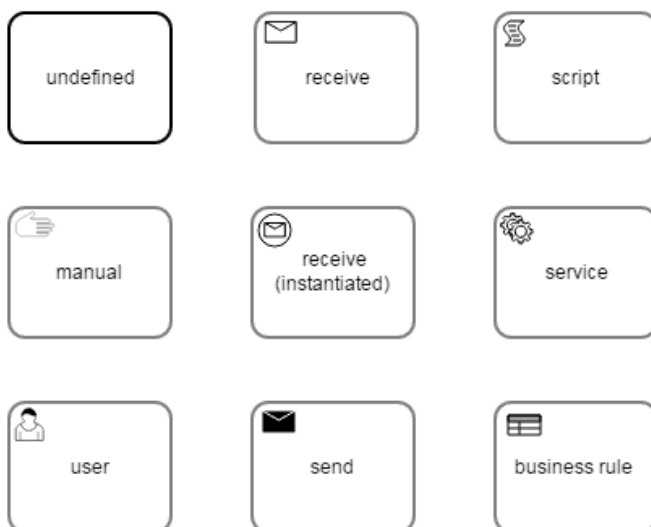 undefined
receive
script
manual
receive
(instantiated)
service
user
send
business rule